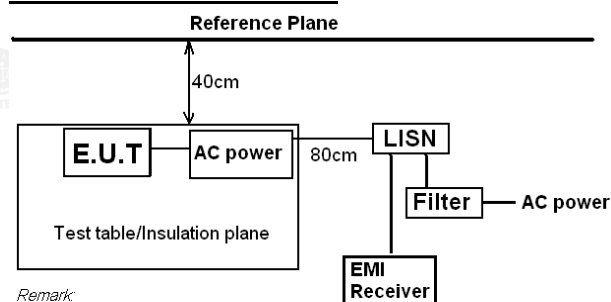 Reference Plane
40cm
E.U.T
AC power
80cm
LISN
Filter
AC power
Test table/Insulation plane
EMI
Receiver
Remark: